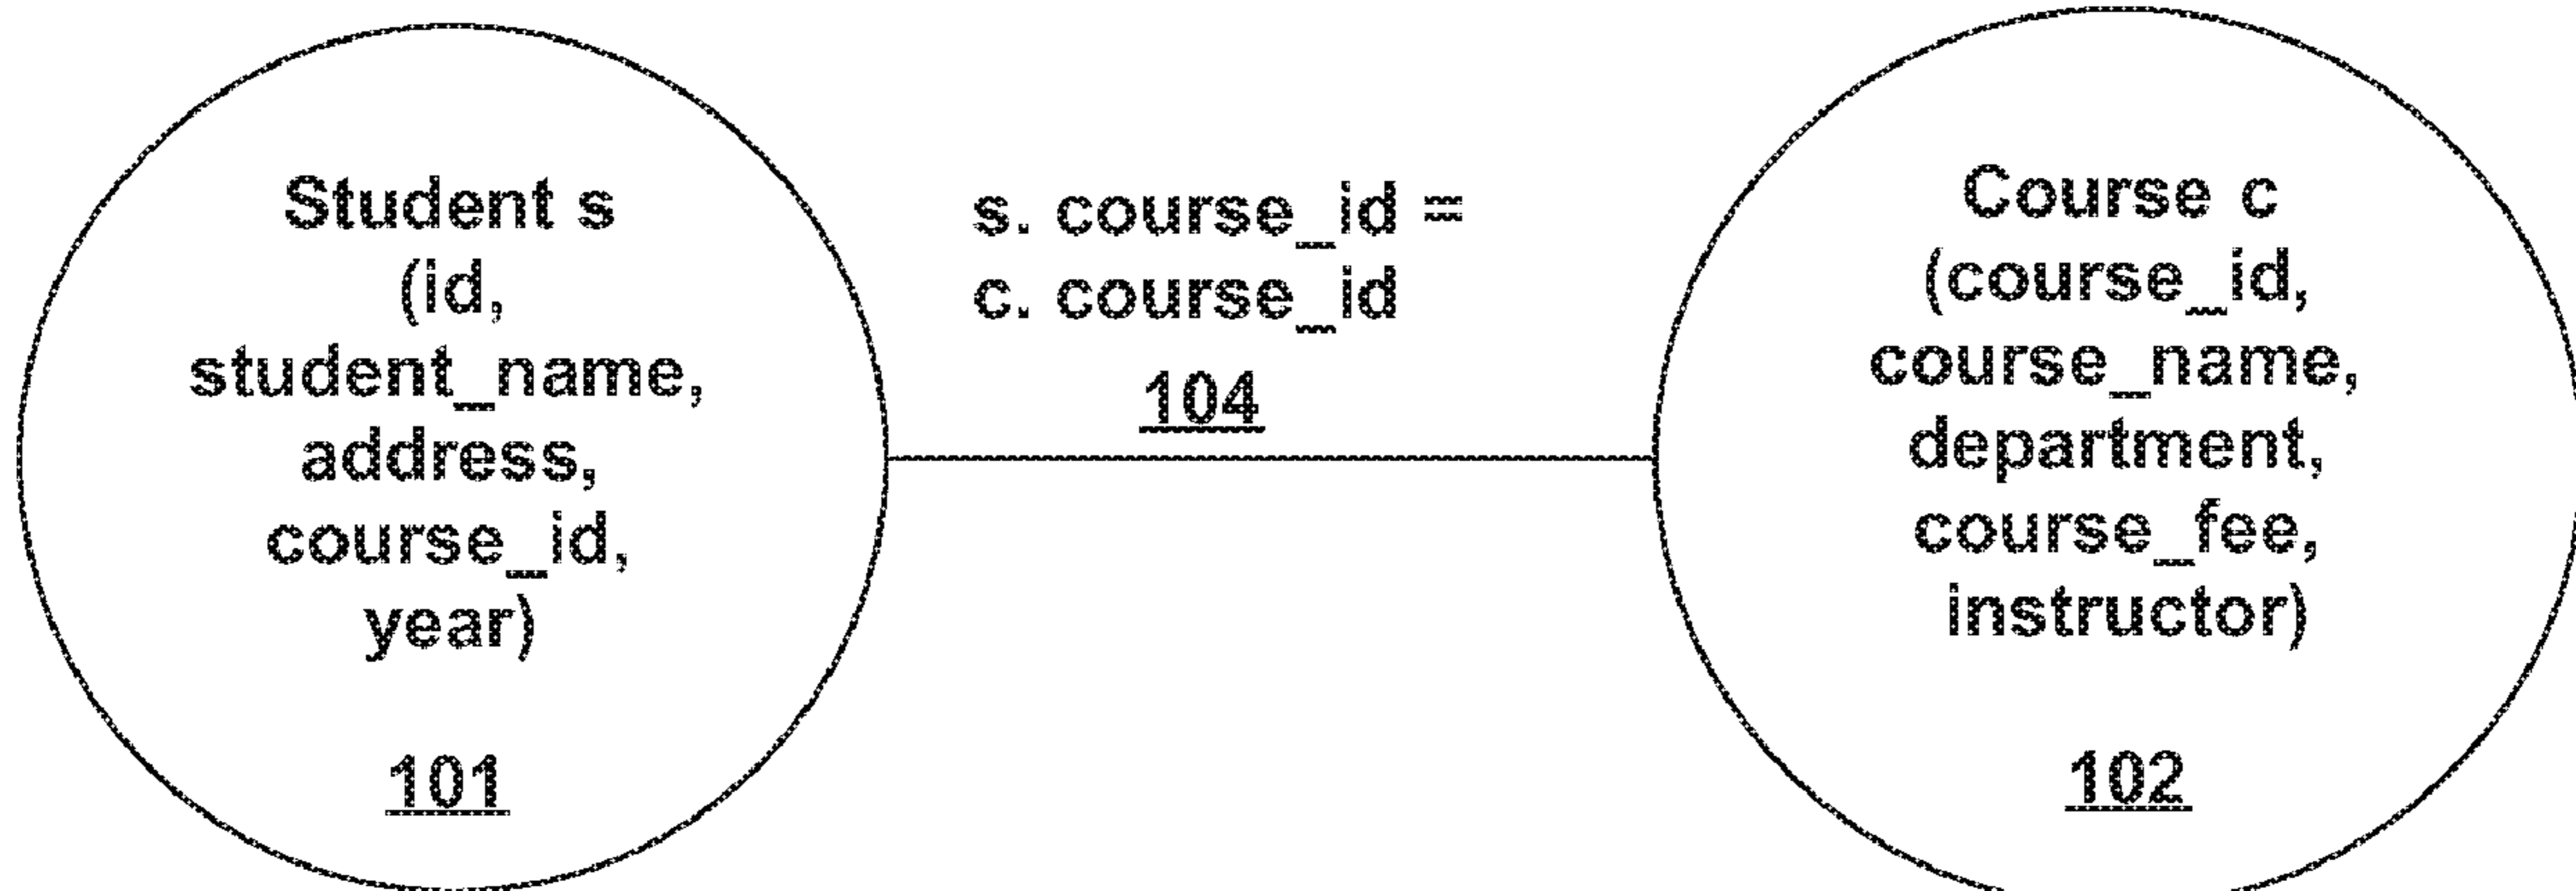 Student s
(id,
student_name,
address,
course_id,
year)
101
s. course_id =
c. course_id
104
Course c
(course_id,
course_name,
department,
course_fee,
instructor)
102